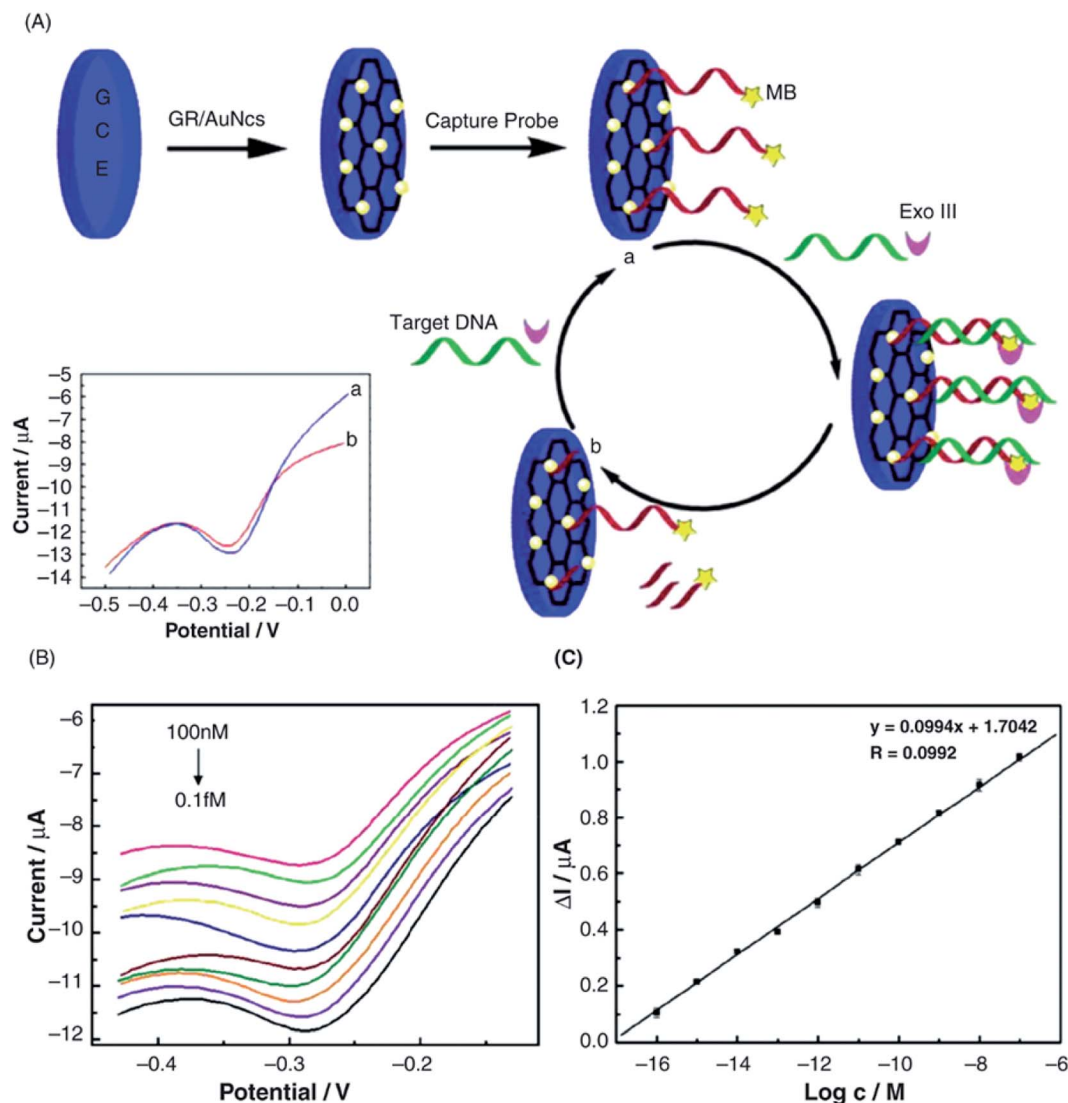 (A)
G
C
E
GR/AuNcs
Capture Probe
MB
Exo III
a
Target DNA
b
Current / μA
−5
−6
−7
−8
−9
−10
−11
−12
−13
−14
a
b
−0.5 −0.4 −0.3 −0.2 −0.1 0.0
Potential / V
(B)
Current / μA
−6
−7
−8
−9
−10
−11
−12
100nM
0.1fM
−0.4 −0.3 −0.2
Potential / V
(C)
ΔI / μA
1.2
1.0
0.8
0.6
0.4
0.2
0.0
y = 0.0994x + 1.7042
R = 0.0992
−16 −14 −12 −10 −8 −6
Log c / M